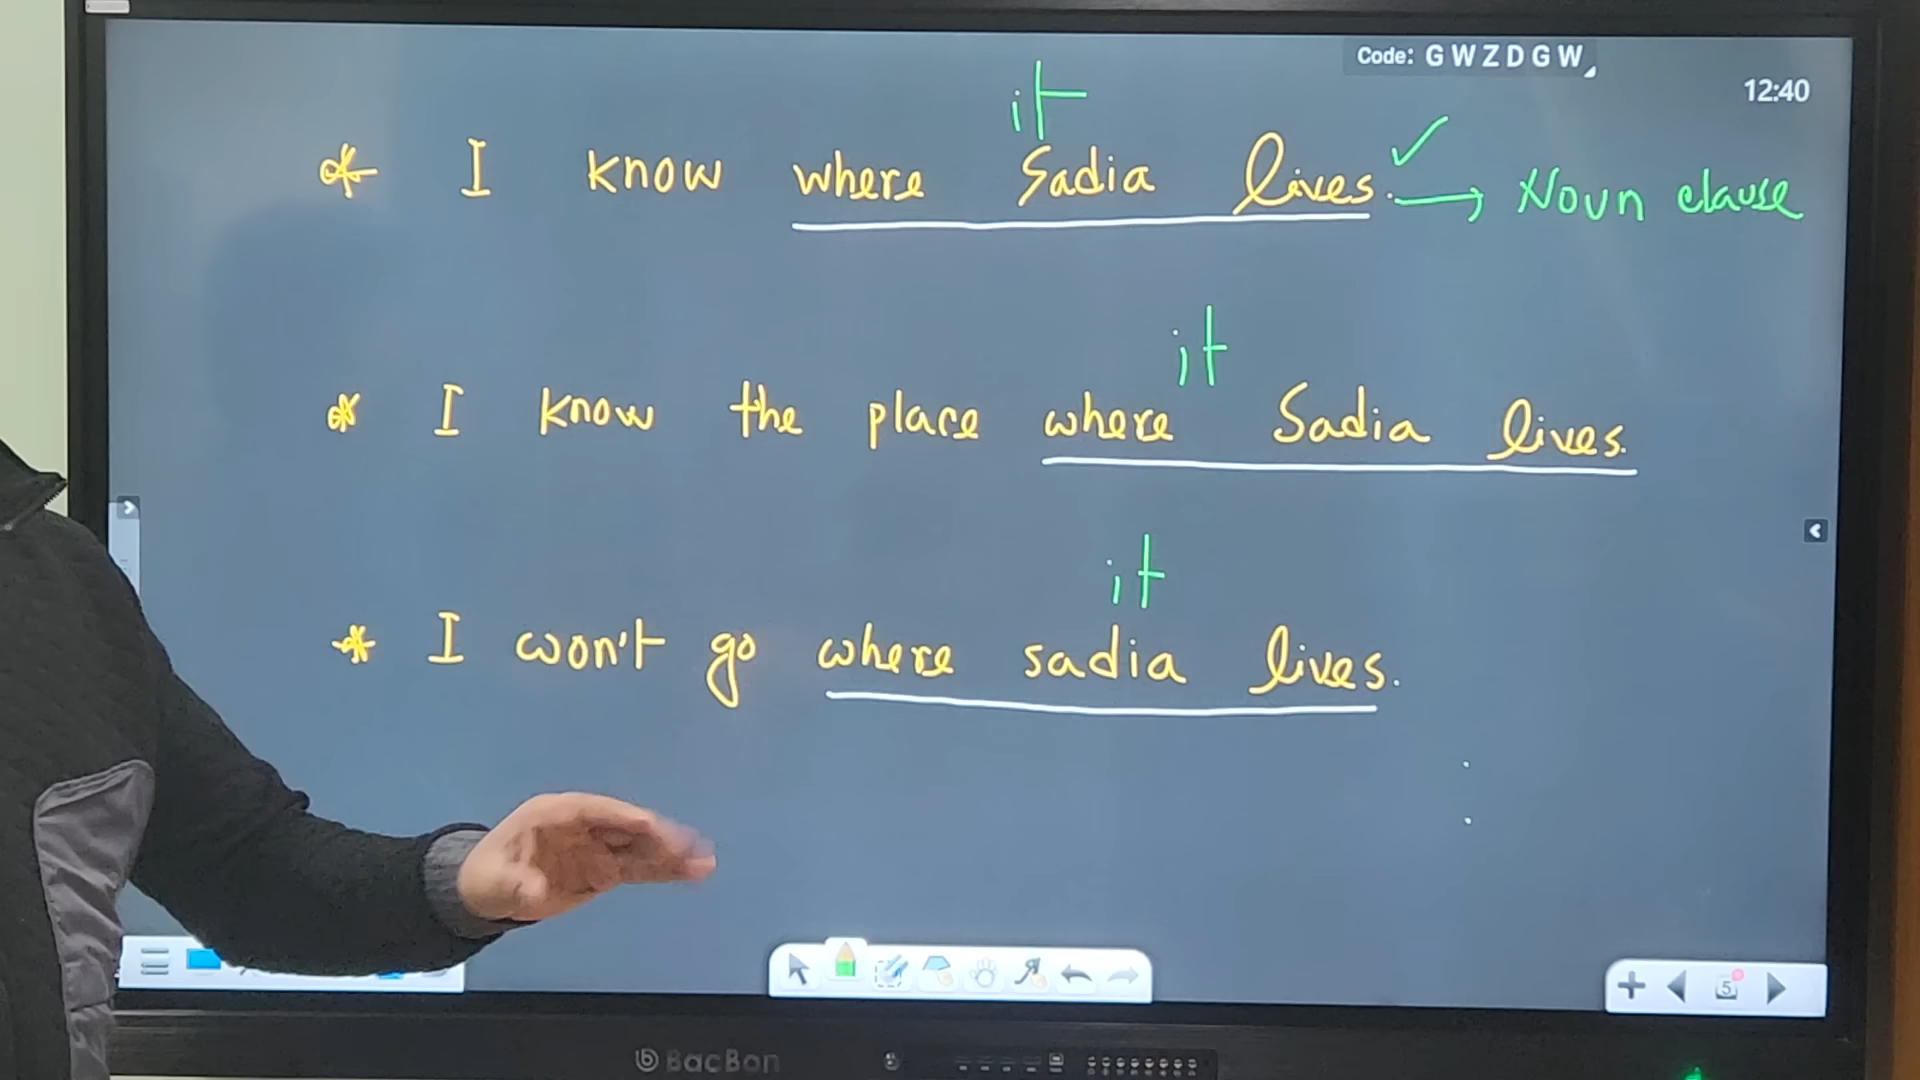 Code: GWZDGW
12:40
it
* I know where Sadia lives. ✓ → Noun clause
it
* I know the place where Sadia lives.
it
* I won't go where sadia lives.
5
BacBon